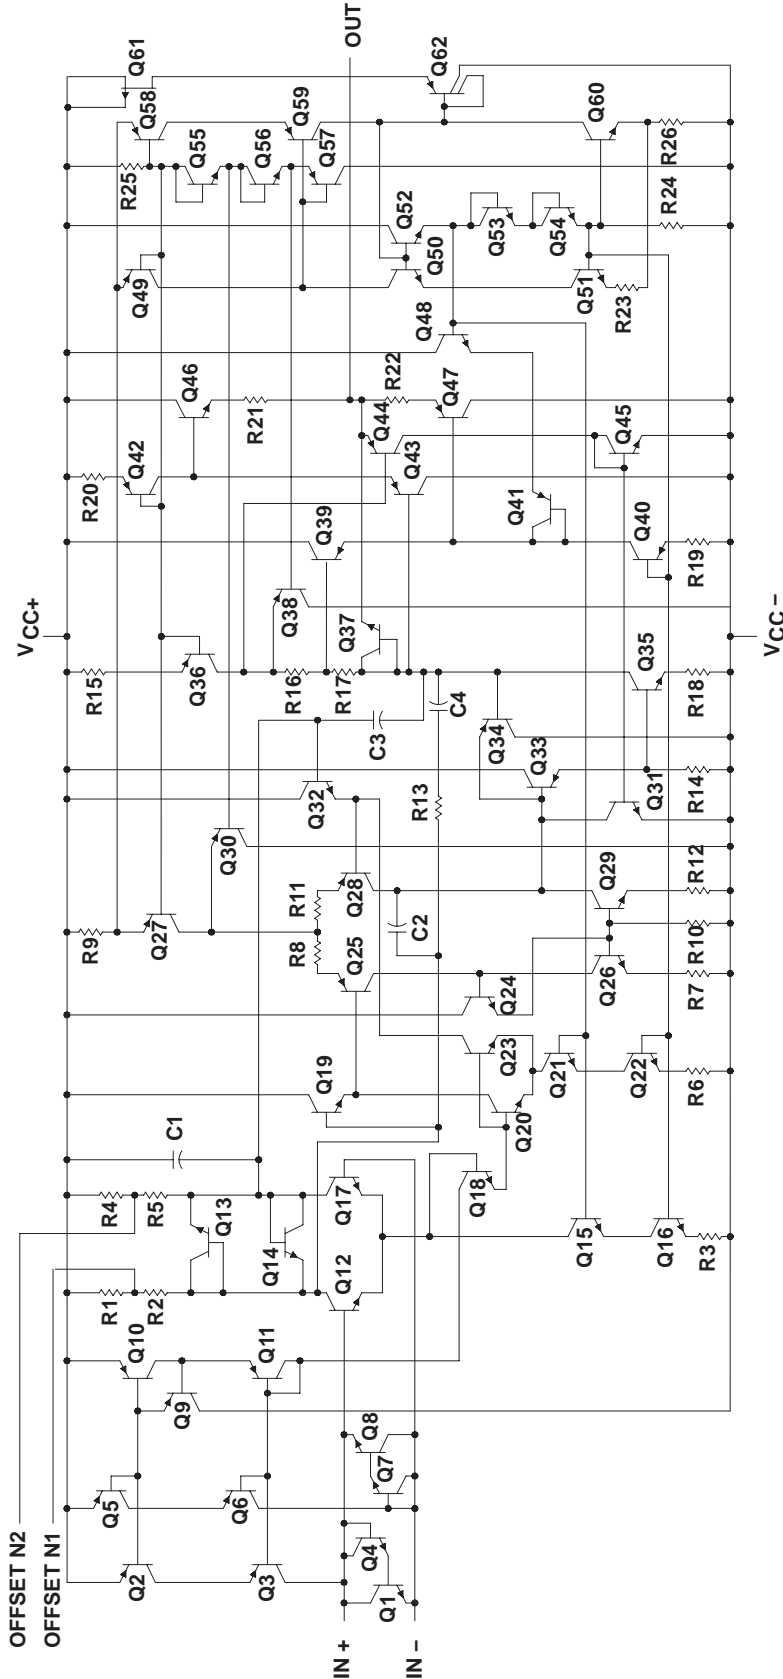 OFFSET N2
OFFSET N1
IN +
IN −
VCC+
VCC −
OUT
Q1
Q2
Q3
Q4
Q5
Q6
Q7
Q8
Q9
Q10
Q11
Q12
Q13
Q14
Q15
Q16
Q17
Q18
Q19
Q20
Q21
Q22
Q23
Q24
Q25
Q26
Q27
Q28
Q29
Q30
Q31
Q32
Q33
Q34
Q35
Q36
Q37
Q38
Q39
Q40
Q41
Q42
Q43
Q44
Q45
Q46
Q47
Q48
Q49
Q50
Q51
Q52
Q53
Q54
Q55
Q56
Q57
Q58
Q59
Q60
Q61
Q62
R1
R2
R3
R4
R5
R6
R7
R8
R9
R10
R11
R12
R13
R14
R15
R16
R17
R18
R19
R20
R21
R22
R23
R24
R25
R26
C1
C2
C3
C4